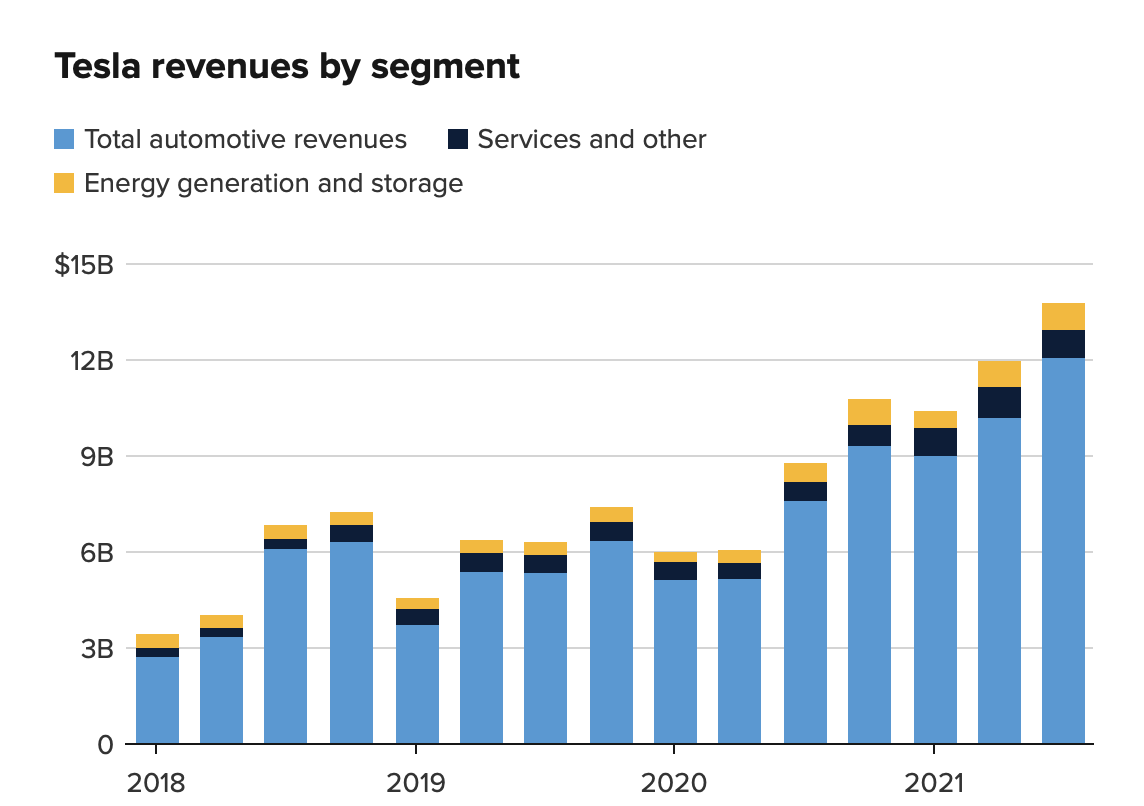 Tesla revenues by segment
Total automotive revenues Services and other
Energy generation and storage
$15B
12B
9B
6B
3B
0
2018 2019 2020 2021